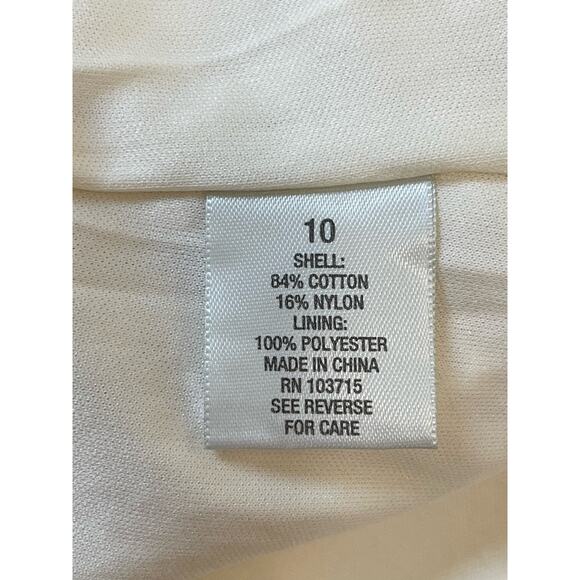 10
SHELL:
84% COTTON
16% NYLON
LINING:
100% POLYESTER
MADE IN CHINA
RN 103715
SEE REVERSE
FOR CARE